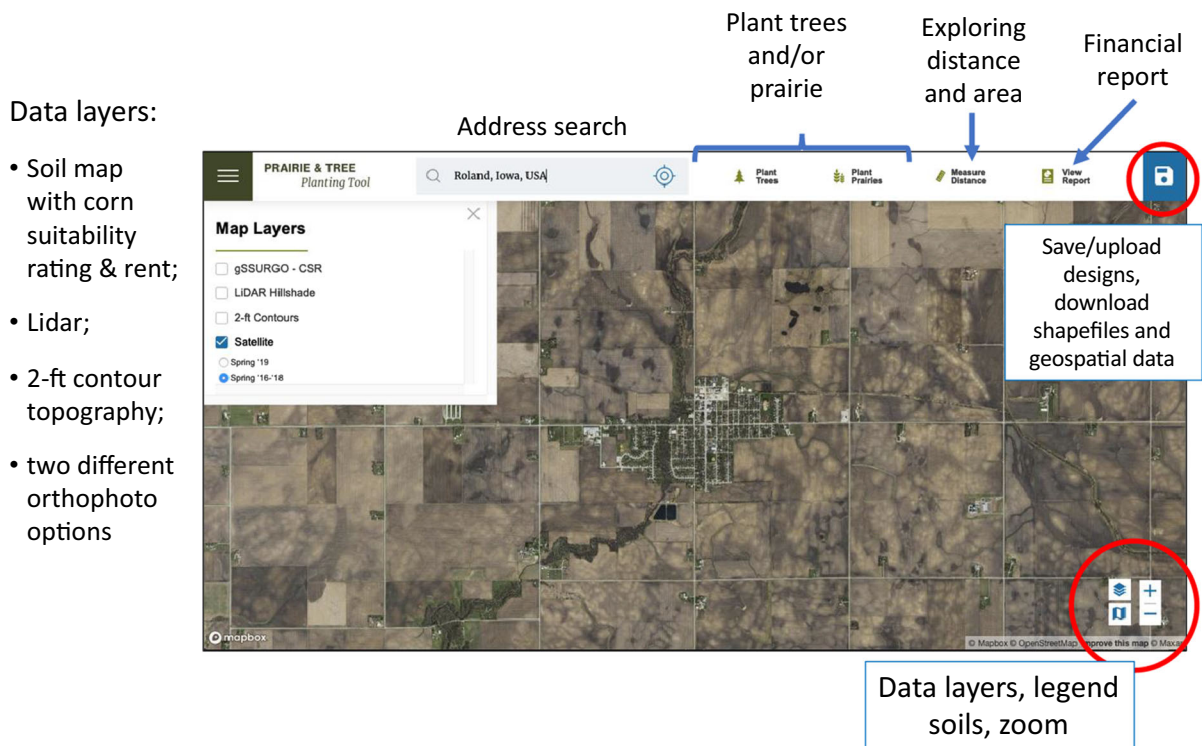 Plant trees
and/or
prairie
Exploring
distance
and area
Financial
report
Data layers:
• Soil map
with corn
suitability
rating & rent;
• Lidar;
• 2-ft contour
topography;
• two different
orthophoto
options
Address search
PRAIRIE & TREE
Planting Tool
Roland, Iowa, USA
Plant
Trees
Plant
Prairies
Measure
Distance
View
Report
Map Layers
gSSURGO - CSR
LiDAR Hillshade
2-ft Contours
Satellite
Spring '19
Spring '16-'18
Save/upload
designs,
download
shapefiles and
geospatial data
mapbox
© Mapbox © OpenStreetMap Improve this map © Maxar
Data layers, legend
soils, zoom